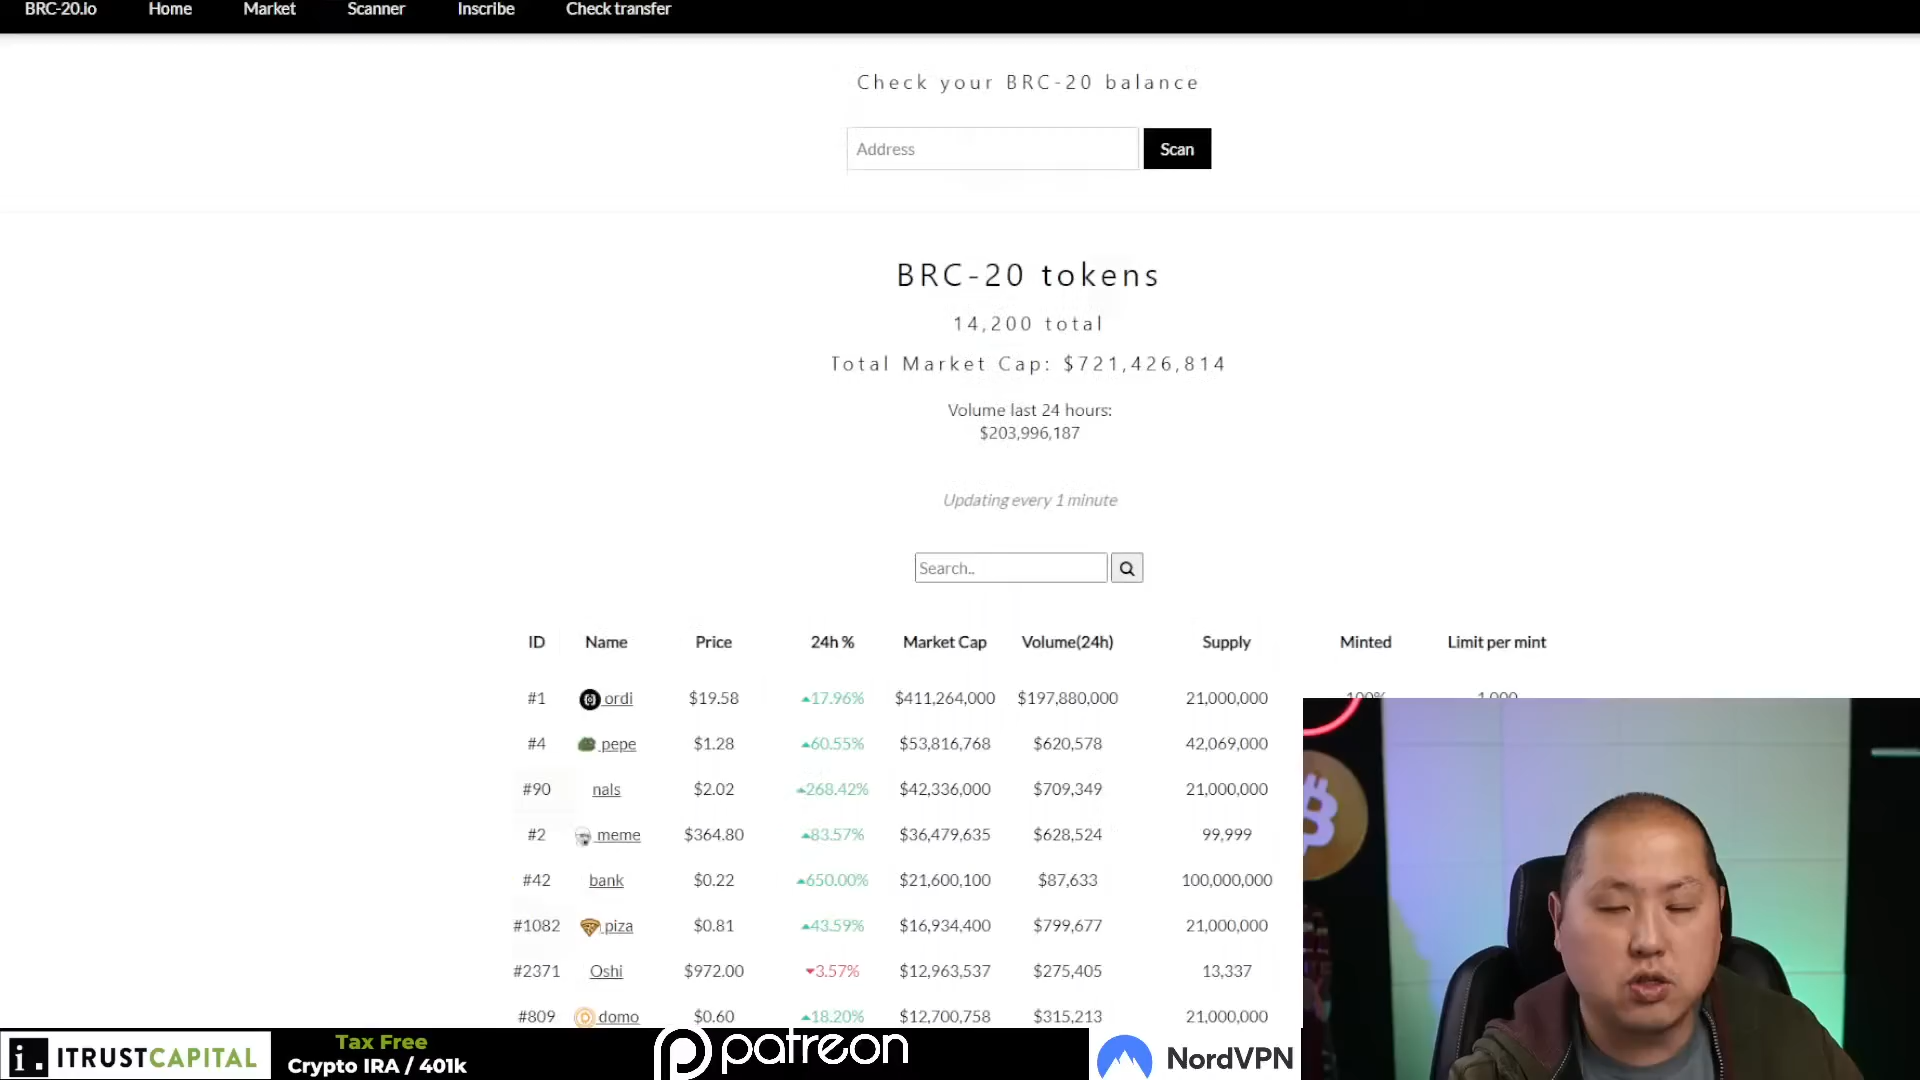 BRC-20.io Home Market Scanner Inscribe Check transfer
Check your BRC-20 balance
Address Scan
BRC-20 tokens
14,200 total
Total Market Cap: $721,426,814
Volume last 24 hours:
$203,996,187
Updating every 1 minute
Search..
ID Name Price 24h % Market Cap Volume(24h) Supply Minted Limit per mint
#1 ordi $19.58 17.96% $411,264,000 $197,880,000 21,000,000 100% 1,000
#4 pepe $1.28 60.55% $53,816,768 $620,578 42,069,000
#90 nals $2.02 268.42% $42,336,000 $709,349 21,000,000
#2 meme $364.80 83.57% $36,479,635 $628,524 99,999
#42 bank $0.22 650.00% $21,600,100 $87,633 100,000,000
#1082 piza $0.81 43.59% $16,934,400 $799,677 21,000,000
#2371 Oshi $972.00 3.57% $12,963,537 $275,405 13,337
#809 domo $0.60 18.20% $12,700,758 $315,213 21,000,000
i. ITRUSTCAPITAL
Tax Free
Crypto IRA / 401k
patreon
NordVPN